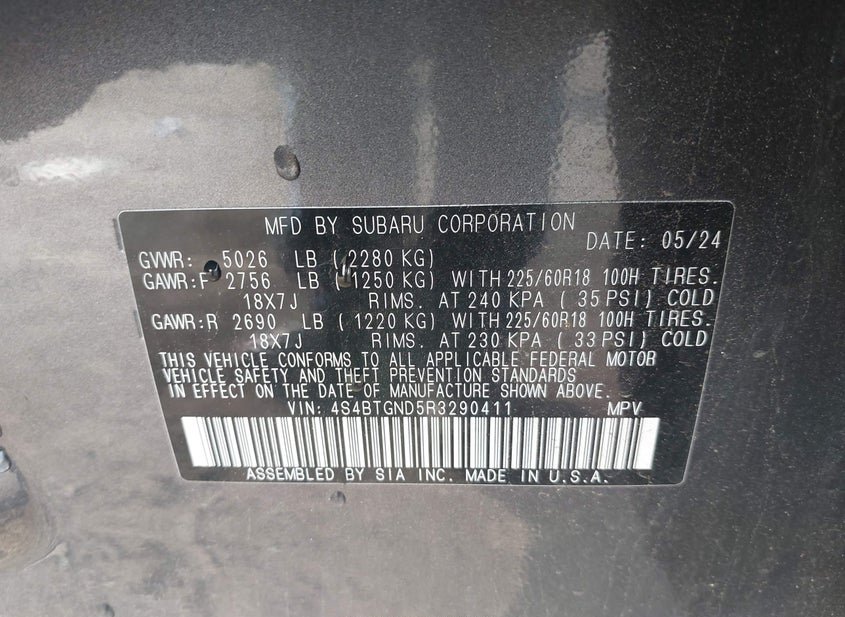 MFD BY SUBARU CORPORATION
DATE: 05/24
GVWR: 5026 LB ( 2280 KG)
GAWR:F 2756 LB ( 1250 KG) WITH 225/60R18 100H TIRES.
18X7J RIMS. AT 240 KPA ( 35 PSI) COLD
GAWR:R 2690 LB ( 1220 KG) WITH 225/60R18 100H TIRES.
18X7J RIMS. AT 230 KPA ( 33 PSI) COLD
THIS VEHICLE CONFORMS TO ALL APPLICABLE FEDERAL MOTOR
VEHICLE SAFETY AND THEFT PREVENTION STANDARDS
IN EFFECT ON THE DATE OF MANUFACTURE SHOWN ABOVE.
VIN: 4S4BTGND5R3290411 MPV
ASSEMBLED BY SIA INC. MADE IN U.S.A.